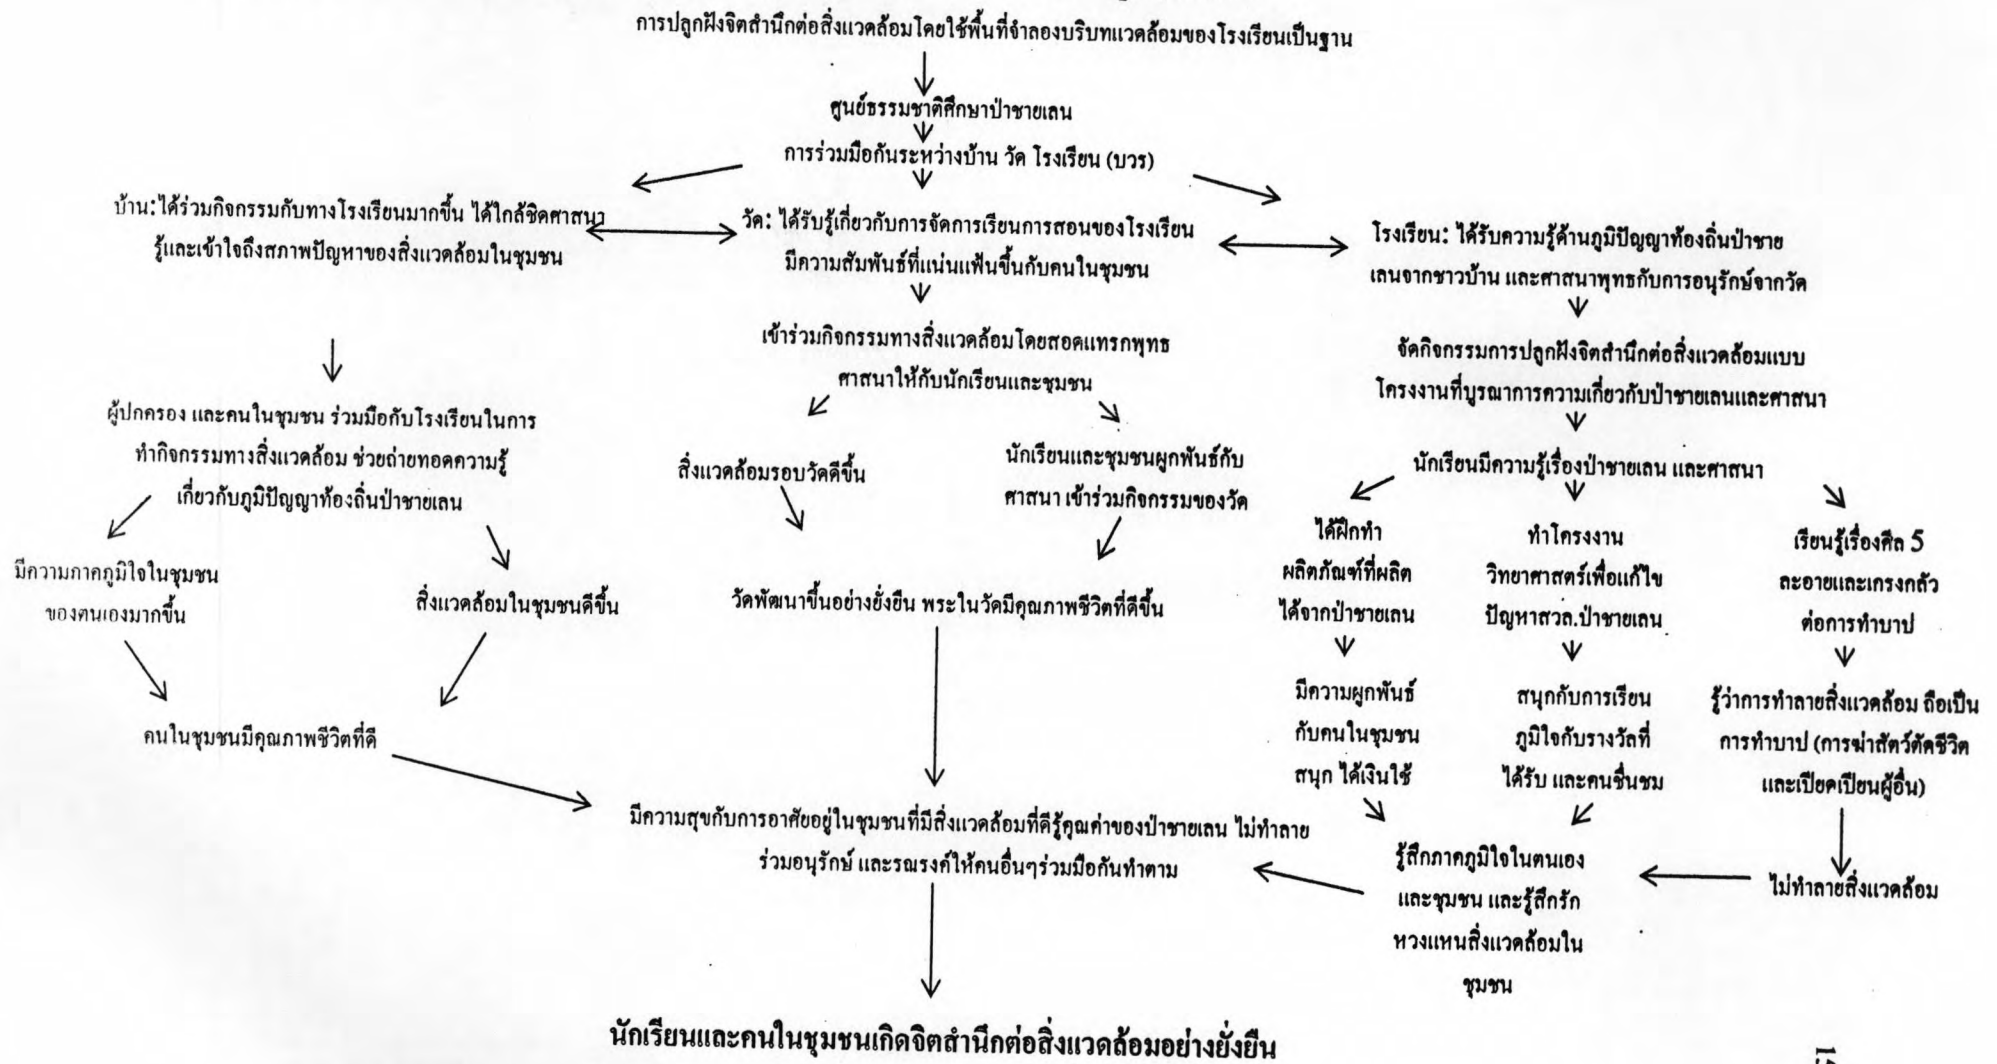 การปลูกฝังจิตสำนึกต่อสิ่งแวดล้อมโดยใช้พื้นที่จำลองบริบทแวดล้อมของโรงเรียนเป็นฐาน
ศูนย์ธรรมชาติศึกษาป่าชายเลน
การร่วมมือกันระหว่างบ้าน วัด โรงเรียน (บวร)
บ้าน:ได้ร่วมกิจกรรมกับทางโรงเรียนมากขึ้น ได้ใกล้ชิดศาสนา
รู้และเข้าใจถึงสภาพปัญหาของสิ่งแวดล้อมในชุมชน
วัด: ได้รับรู้เกี่ยวกับการจัดการเรียนการสอนของโรงเรียน
มีความสัมพันธ์ที่แน่นแฟ้นขึ้นกับคนในชุมชน
โรงเรียน: ได้รับความรู้ด้านภูมิปัญญาท้องถิ่นป่าชาย
เลนจากชาวบ้าน และศาสนาพุทธกับการอนุรักษ์จากวัด
เข้าร่วมกิจกรรมทางสิ่งแวดล้อมโดยสอดแทรกพุทธ
ศาสนาให้กับนักเรียนและชุมชน
จัดกิจกรรมการปลูกฝังจิตสำนึกต่อสิ่งแวดล้อมแบบ
โครงงานที่บูรณาการความเกี่ยวกับป่าชายเลนและศาสนา
ผู้ปกครอง และคนในชุมชน ร่วมมือกับโรงเรียนในการ
ทำกิจกรรมทางสิ่งแวดล้อม ช่วยถ่ายทอดความรู้
เกี่ยวกับภูมิปัญญาท้องถิ่นป่าชายเลน
สิ่งแวดล้อมรอบวัดดีขึ้น
นักเรียนและชุมชนผูกพันธ์กับ
ศาสนา เข้าร่วมกิจกรรมของวัด
นักเรียนมีความรู้เรื่องป่าชายเลน และศาสนา
มีความภาคภูมิใจในชุมชน
ของตนเองมากขึ้น
สิ่งแวดล้อมในชุมชนดีขึ้น
วัดพัฒนาขึ้นอย่างยั่งยืน พระในวัดมีคุณภาพชีวิตที่ดีขึ้น
ได้ฝึกทำ
ผลิตภัณฑ์ที่ผลิต
ได้จากป่าชายเลน
ทำโครงงาน
วิทยาศาสตร์เพื่อแก้ไข
ปัญหาสวล.ป่าชายเลน
เรียนรู้เรื่องศีล 5
ละอายและเกรงกลัว
ต่อการทำบาป
คนในชุมชนมีคุณภาพชีวิตที่ดี
มีความผูกพันธ์
กับคนในชุมชน
สนุก ได้เงินใช้
สนุกกับการเรียน
ภูมิใจกับรางวัลที่
ได้รับ และคนชื่นชม
รู้ว่าการทำลายสิ่งแวดล้อม ถือเป็น
การทำบาป (การฆ่าสัตว์ตัดชีวิต
และเบียดเบียนผู้อื่น)
มีความสุขกับการอาศัยอยู่ในชุมชนที่มีสิ่งแวดล้อมที่ดีรู้คุณค่าของป่าชายเลน ไม่ทำลาย
ร่วมอนุรักษ์ และรณรงค์ให้คนอื่นๆร่วมมือกันทำตาม
รู้สึกภาคภูมิใจในตนเอง
และชุมชน และรู้สึกรัก
หวงแหนสิ่งแวดล้อมใน
ชุมชน
ไม่ทำลายสิ่งแวดล้อม
นักเรียนและคนในชุมชนเกิดจิตสำนึกต่อสิ่งแวดล้อมอย่างยั่งยืน